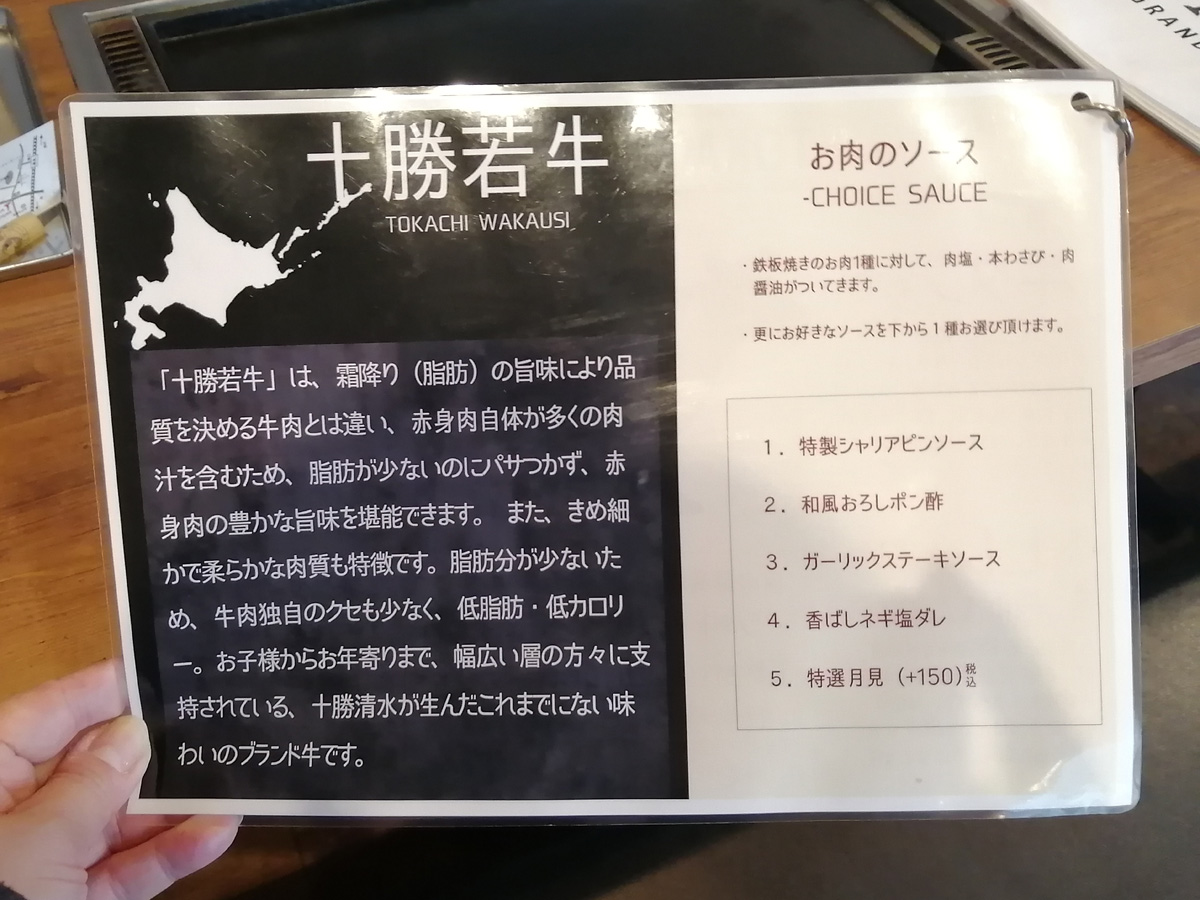 十勝若牛
TOKACHI WAKAUSI
「十勝若牛」は、霜降り（脂肪）の旨味により品
質を決める牛肉とは違い、赤身肉自体が多くの肉
汁を含むため、脂肪が少ないのにパサつかず、赤
身肉の豊かな旨味を堪能できます。 また、きめ細
かで柔らかな肉質も特徴です。脂肪分が少ないた
め、牛肉独自のクセも少なく、低脂肪・低カロリ
ー。お子様からお年寄りまで、幅広い層の方々に支
持されている、十勝清水が生んだこれまでにない味
わいのブランド牛です。
お肉のソース
-CHOICE SAUCE
・鉄板焼きのお肉1種に対して、肉塩・本わさび・肉
醤油がついてきます。
・更にお好きなソースを下から１種お選び頂けます。
1．特製シャリアピンソース
2．和風おろしポン酢
3．ガーリックステーキソース
4．香ばしネギ塩ダレ
5．特選月見（+150）税込